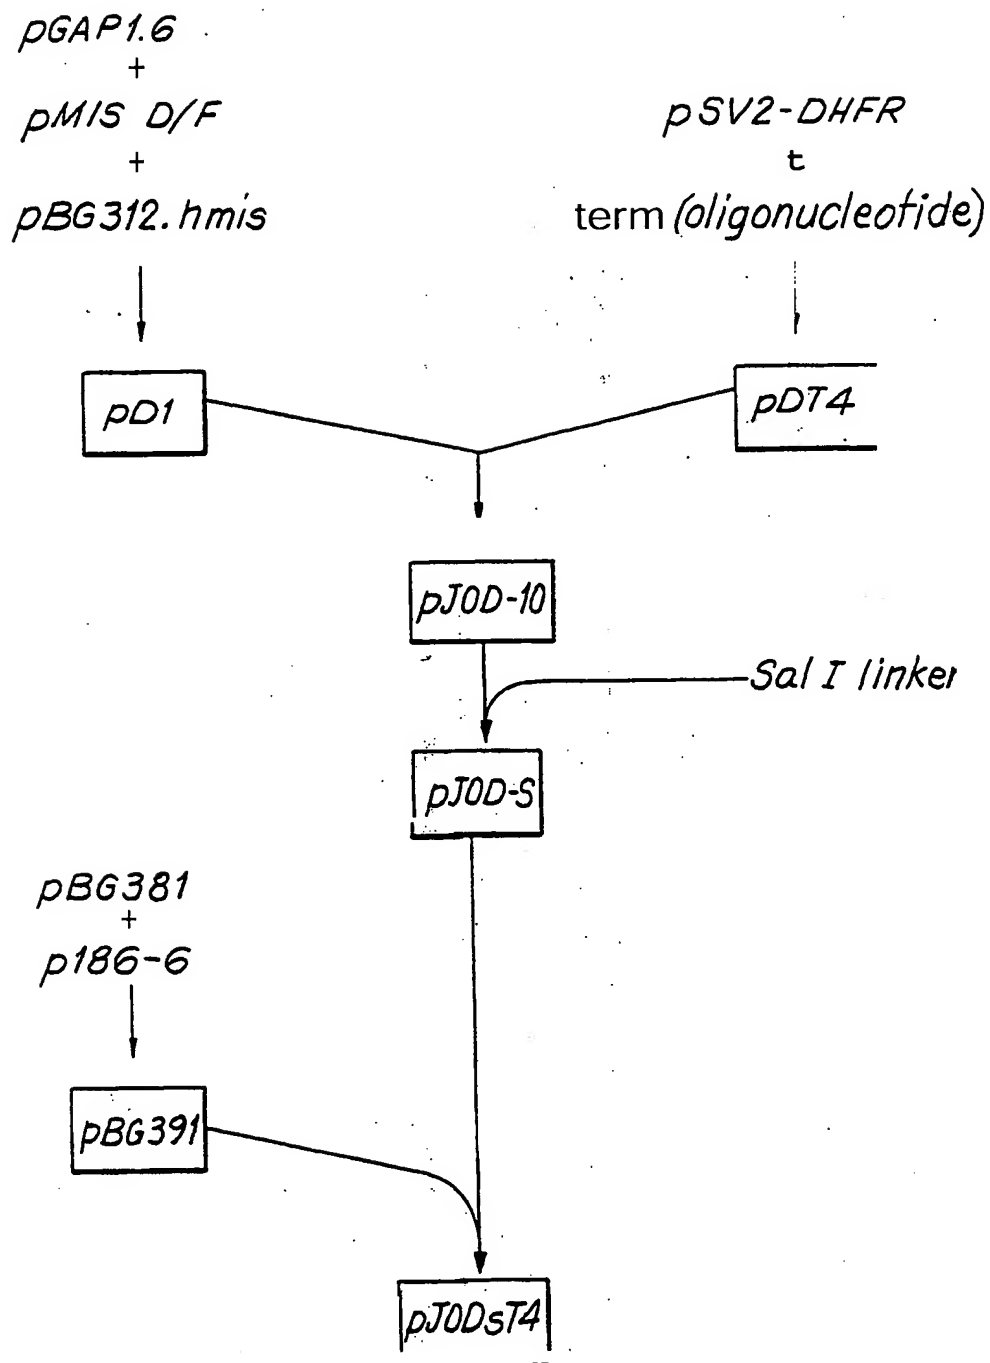 pGAP1.6
+
pMIS D/F
+
pBG312.hmis
pSV2-DHFR
t
term (oligonucleotide)
pD1
pDT4
pJOD-10
Sal I linker
pJOD-S
pBG381
+
p186-6
pBG391
pJODsT4